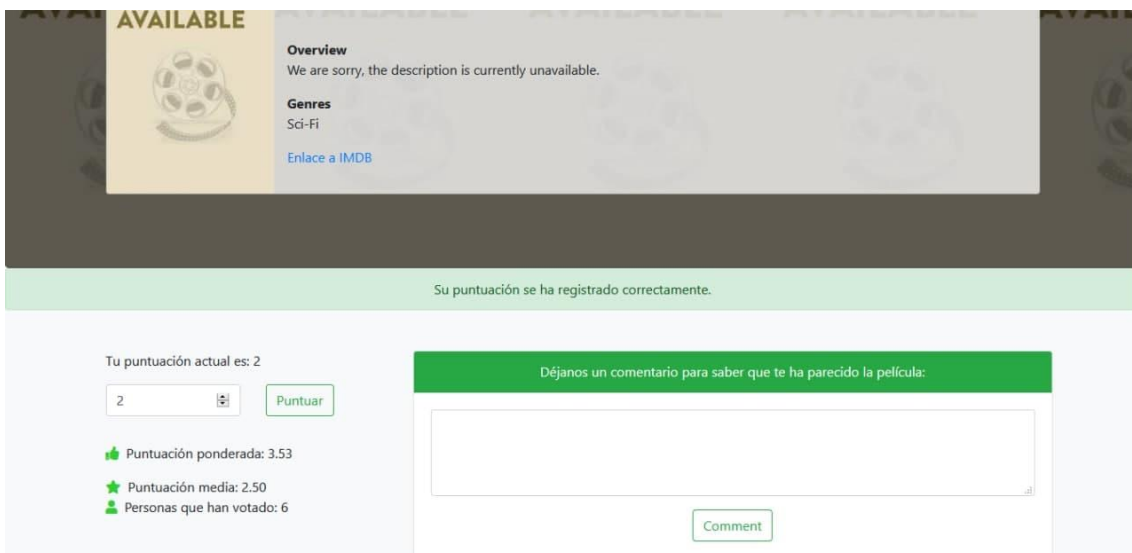 AVAILABLE
Overview
We are sorry, the description is currently unavailable.
Genres
Sci-Fi
Enlace a IMDB
Su puntuación se ha registrado correctamente.
Tu puntuación actual es: 2
2
Puntuar
Puntuación ponderada: 3.53
Puntuación media: 2.50
Personas que han votado: 6
Déjanos un comentario para saber que te ha parecido la película:
Comment